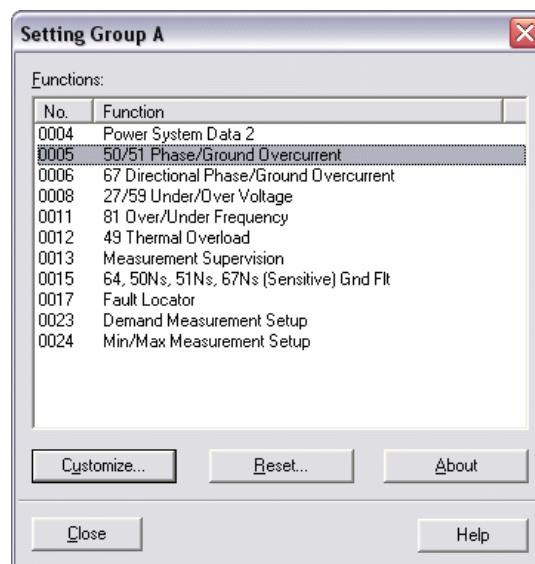 Setting Group A
Functions:
No. Function
0004 Power System Data 2
0005 50/51 Phase/Ground Overcurrent
0006 67 Directional Phase/Ground Overcurrent
0008 27/59 Under/Over Voltage
0011 81 Over/Under Frequency
0012 49 Thermal Overload
0013 Measurement Supervision
0015 64, 50Ns, 51Ns, 67Ns (Sensitive) Gnd Flt
0017 Fault Locator
0023 Demand Measurement Setup
0024 Min/Max Measurement Setup
Customize... Reset... About
Close Help